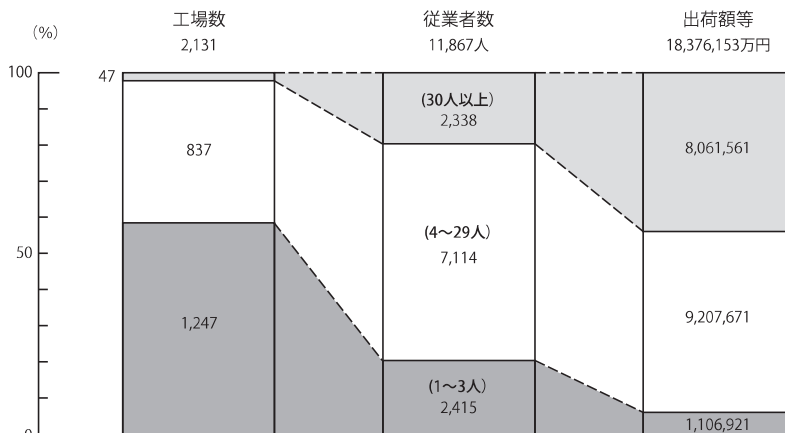 工場数
従業者数
出荷額等
(%)
2,131
11,867人
18,376,153万円
100
47
(30人以上)
2,338
837
8,061,561
(4〜29人)
7,114
50
1,247
9,207,671
(1〜3人)
2,415
1,106,921
0